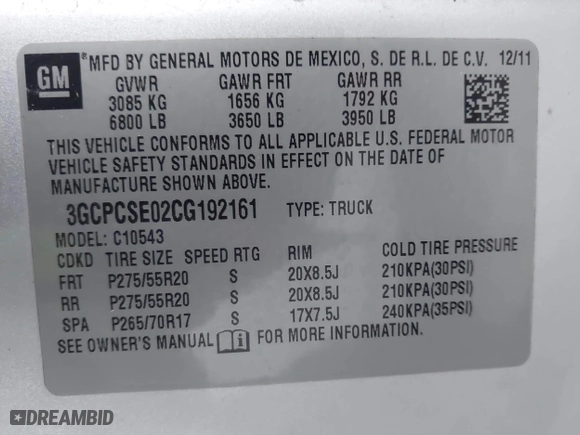 GM
®MFD BY GENERAL MOTORS DE MEXICO, S. DE R.L. DE C.V. 12/11
GVWR GAWR FRT GAWR RR
3085 KG 1656 KG 1792 KG
6800 LB 3650 LB 3950 LB
THIS VEHICLE CONFORMS TO ALL APPLICABLE U.S. FEDERAL MOTOR
VEHICLE SAFETY STANDARDS IN EFFECT ON THE DATE OF
MANUFACTURE SHOWN ABOVE.
3GCPCSE02CG192161 TYPE: TRUCK
MODEL: C10543
CDKD TIRE SIZE SPEED RTG RIM COLD TIRE PRESSURE
FRT P275/55R20 S 20X8.5J 210KPA(30PSI)
RR P275/55R20 S 20X8.5J 210KPA(30PSI)
SPA P265/70R17 S 17X7.5J 240KPA(35PSI)
SEE OWNER'S MANUAL FOR MORE INFORMATION.
DREAMBID